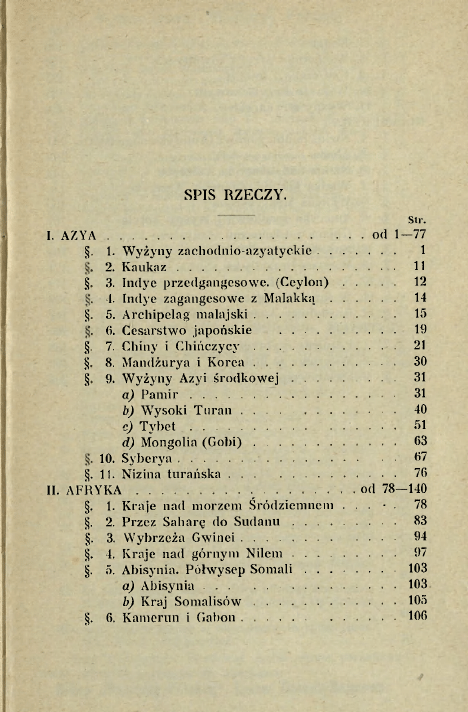 SPIS RZECZY.
Str.
I. AZYA . . . . . . . . . . . . . . . . od 1—77
§. 1. Wyżyny zachodnio-azyatyckie . . . . . . . 1
§. 2. Kaukaz . . . . . . . . . . . . . . . . 11
§. 3. Indye przedgangesowe. (Ceylon) . . . . . 12
§. 4. Indye zagangesowe z Malakką . . . . . . 14
§. 5. Archipelag malajski . . . . . . . . . . 15
§. 6. Cesarstwo japońskie . . . . . . . . . 19
§. 7. Chiny i Chińczycy . . . . . . . . . . 21
§. 8. Mandżurya i Korea . . . . . . . . . . 30
§. 9. Wyżyny Azyi środkowej . . . . . . . . 31
a) Pamir . . . . . . . . . . . . . . 31
b) Wysoki Turan . . . . . . . . . . . 40
c) Tybet . . . . . . . . . . . . . . 51
d) Mongolia (Gobi) . . . . . . . . . . 63
§. 10. Syberya . . . . . . . . . . . . . . . 67
§. 11. Nizina turańska . . . . . . . . . . . 76
II. AFRYKA . . . . . . . . . . . . . . . od 78—140
§. 1. Kraje nad morzem Śródziemnem . . . . . 78
§. 2. Przez Saharę do Sudanu . . . . . . . . 83
§. 3. Wybrzeża Gwinei . . . . . . . . . . . 94
§. 4. Kraje nad górnym Nilem . . . . . . . . 97
§. 5. Abisynia. Półwysep Somali . . . . . . . 103
a) Abisynia . . . . . . . . . . . . . 103
b) Kraj Somalisów . . . . . . . . . . 105
§. 6. Kamerun i Gabon . . . . . . . . . . . 106